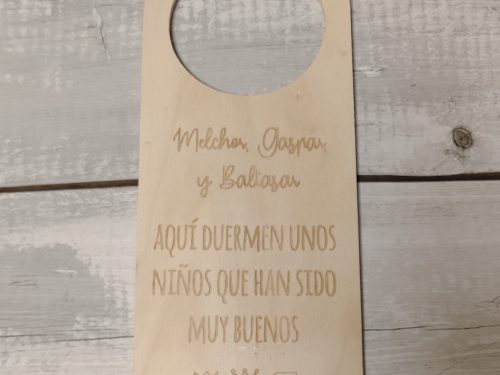 Melchor, Gaspar,
y Baltasar
AQUÍ DUERMEN UNOS
NIÑOS QUE HAN SIDO
MUY BUENOS